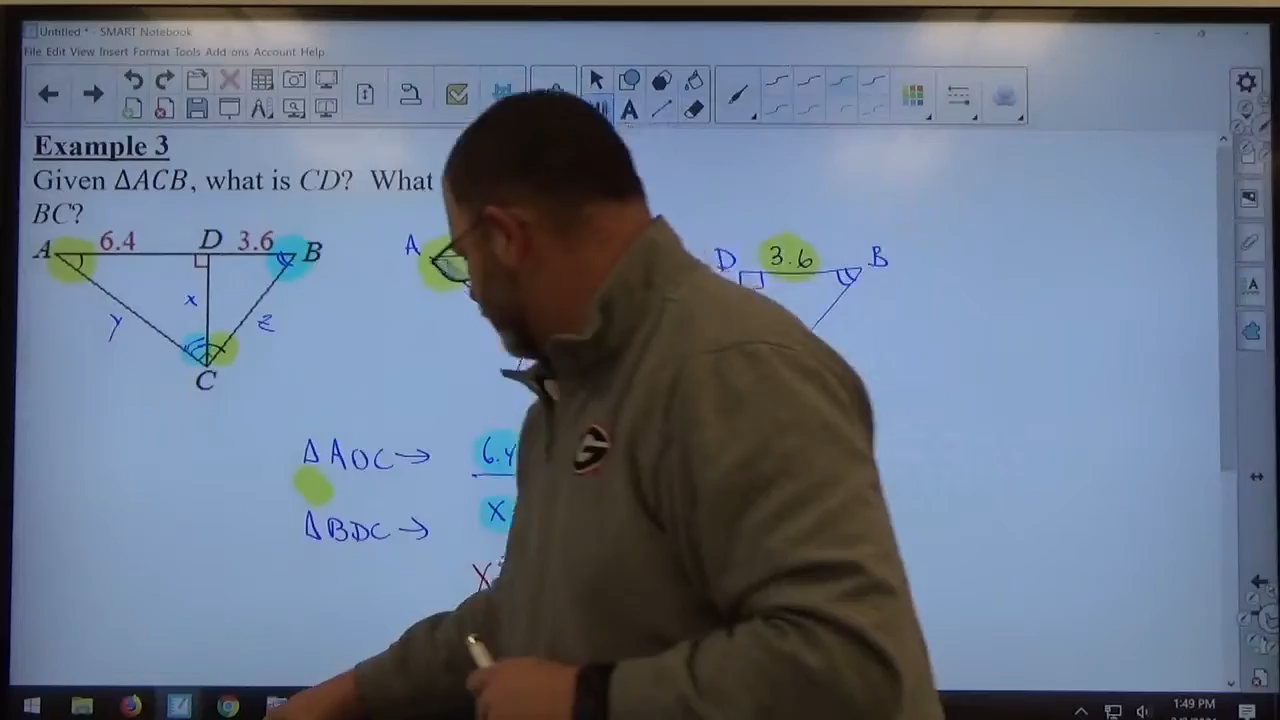 Untitled * - SMART Notebook
File Edit View Insert Format Tools Add-ons Account Help
Example 3
Given ΔACB, what is CD? What
BC?
A 6.4 D 3.6 B
x
y
z
C
A
D 3.6 B
ΔADC → 6.4
ΔBDC → x
x
G
1:49 PM